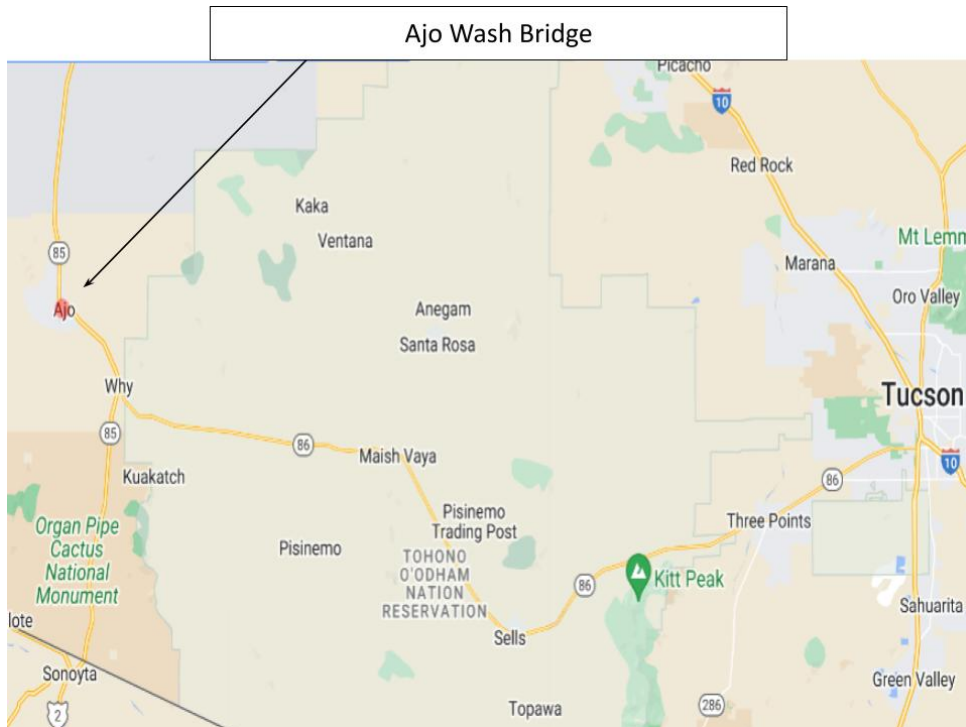 Ajo Wash Bridge
Picacho
10
Red Rock
Kaka
Ventana
Mt Lemm
85
Marana
Oro Valley
Ajo
Anegam
Santa Rosa
Why
Tucson
85
86
Maish Vaya
10
Kuakatch
86
Pisinemo
Trading Post
Three Points
Organ Pipe
Cactus
National
Monument
Pisinemo
TOHONO
O'ODHAM
NATION
RESERVATION
86
Kitt Peak
lote
Sells
Sahuarita
Sonoyta
Green Valley
2
Topawa
286